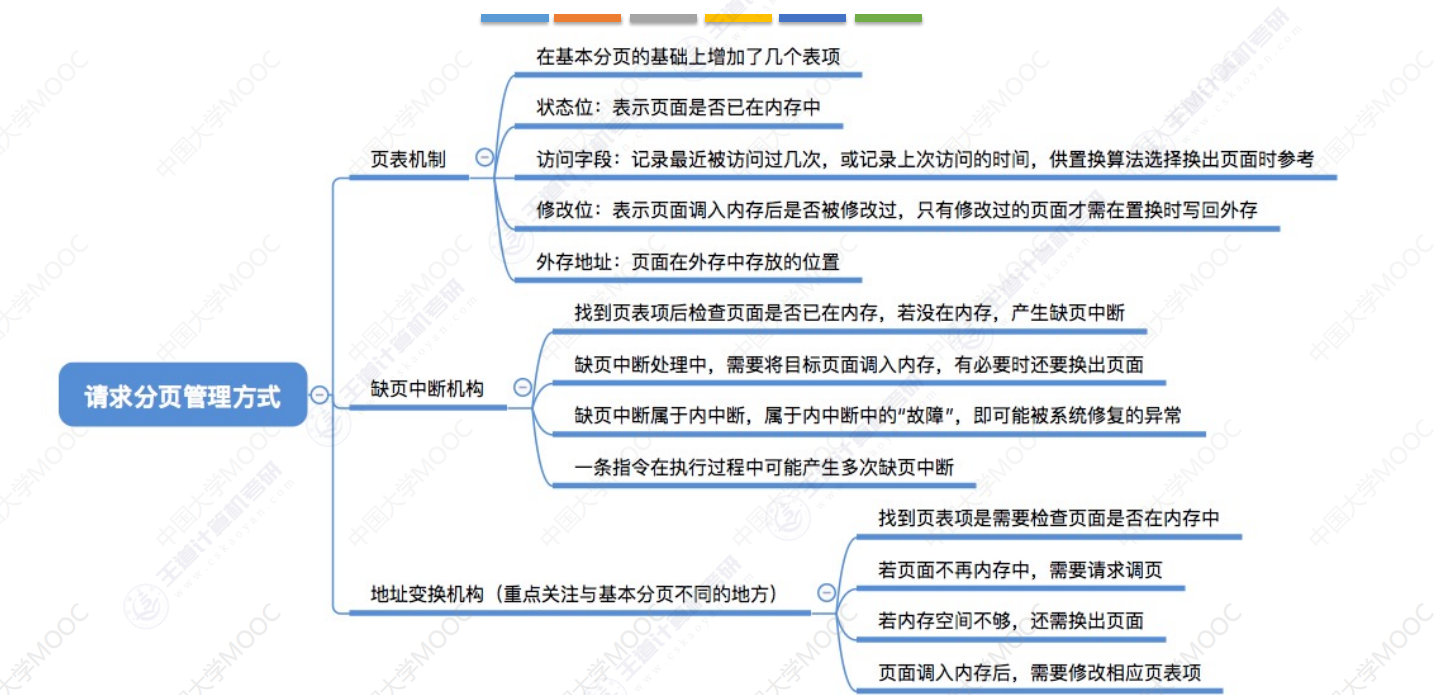 在基本分页的基础上增加了几个表项
状态位：表示页面是否已在内存中
页表机制
访问字段：记录最近被访问过几次，或记录上次访问的时间，供置换算法选择换出页面时参考
修改位：表示页面调入内存后是否被修改过，只有修改过的页面才需在置换时写回外存
外存地址：页面在外存中存放的位置
请求分页管理方式
找到页表项后检查页面是否已在内存，若没在内存，产生缺页中断
缺页中断处理中，需要将目标页面调入内存，有必要时还要换出页面
缺页中断机构
缺页中断属于内中断，属于内中断中的“故障”，即可能被系统修复的异常
一条指令在执行过程中可能产生多次缺页中断
找到页表项是需要检查页面是否在内存中
若页面不再内存中，需要请求调页
地址变换机构（重点关注与基本分页不同的地方）
若内存空间不够，还需换出页面
页面调入内存后，需要修改相应页表项
中国大学MOOC
王道计算机考研
www.cskaoyan.com